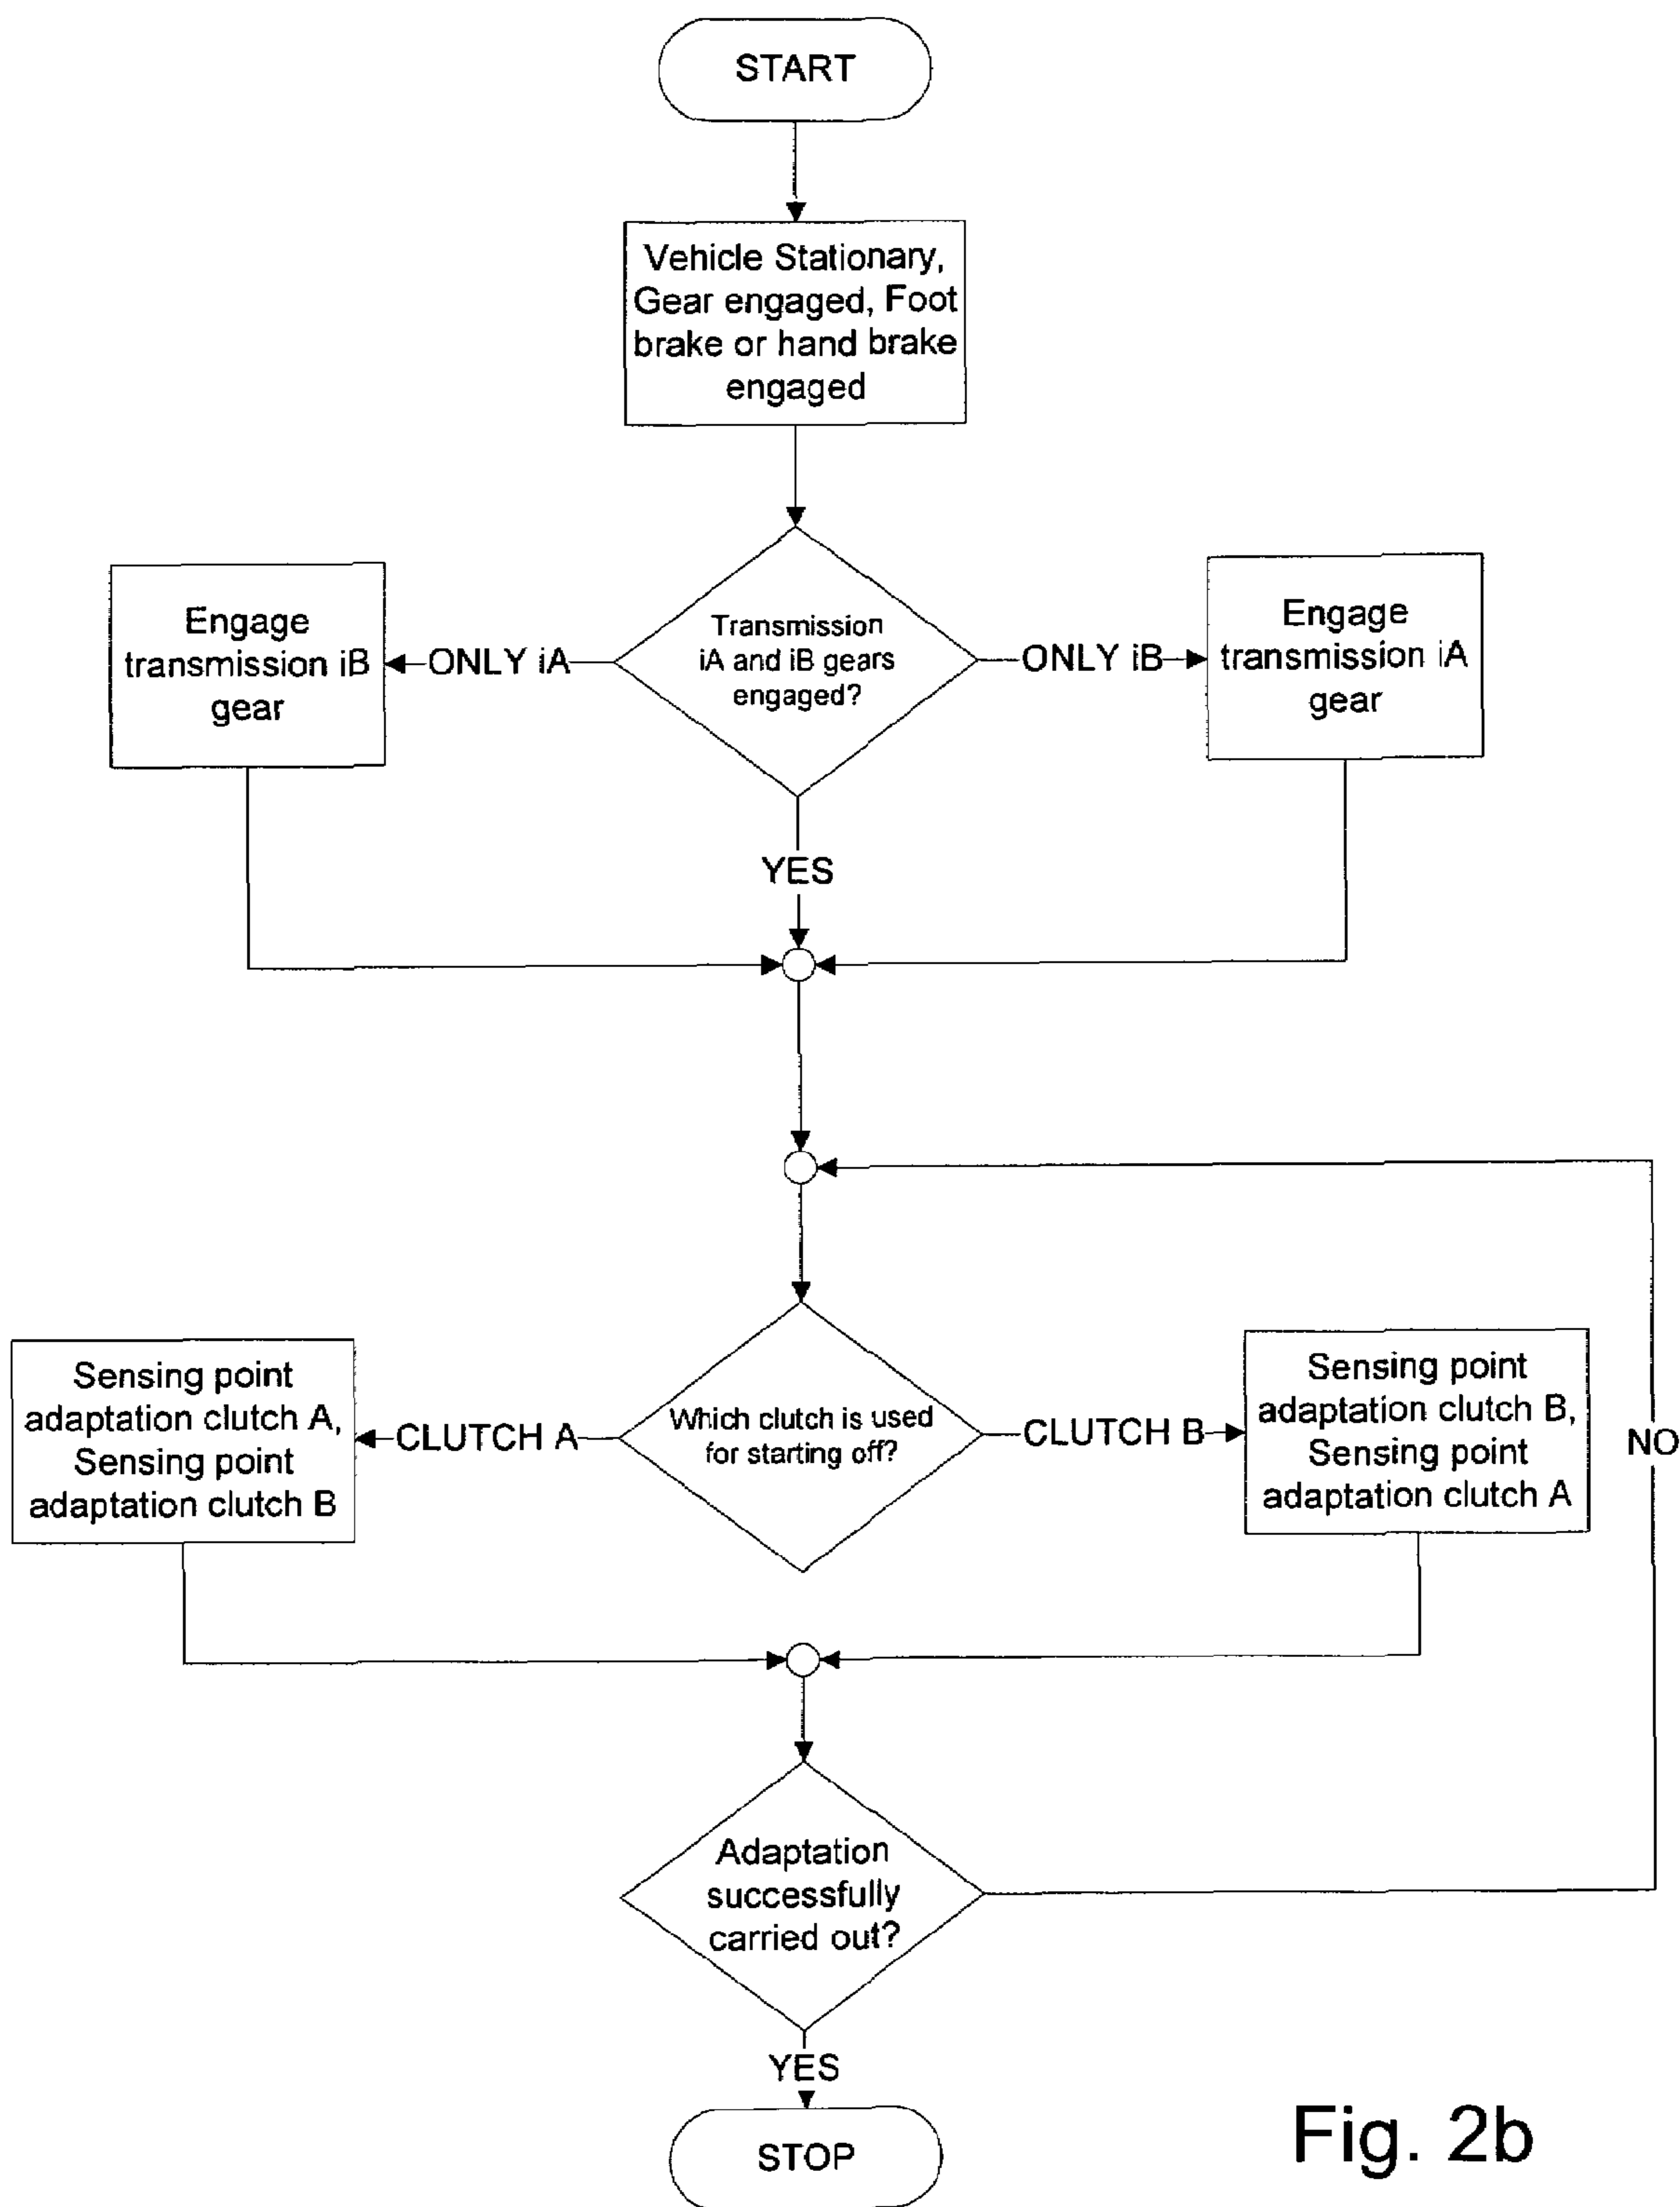 START
Vehicle Stationary,
Gear engaged, Foot
brake or hand brake
engaged
Engage
transmission iB
gear
ONLY iA
Transmission
iA and iB gears
engaged?
ONLY iB
Engage
transmission iA
gear
YES
Sensing point
adaptation clutch A,
Sensing point
adaptation clutch B
CLUTCH A
Which clutch is used
for starting off?
CLUTCH B
Sensing point
adaptation clutch B,
Sensing point
adaptation clutch A
NO
Adaptation
successfully
carried out?
YES
STOP
Fig. 2b